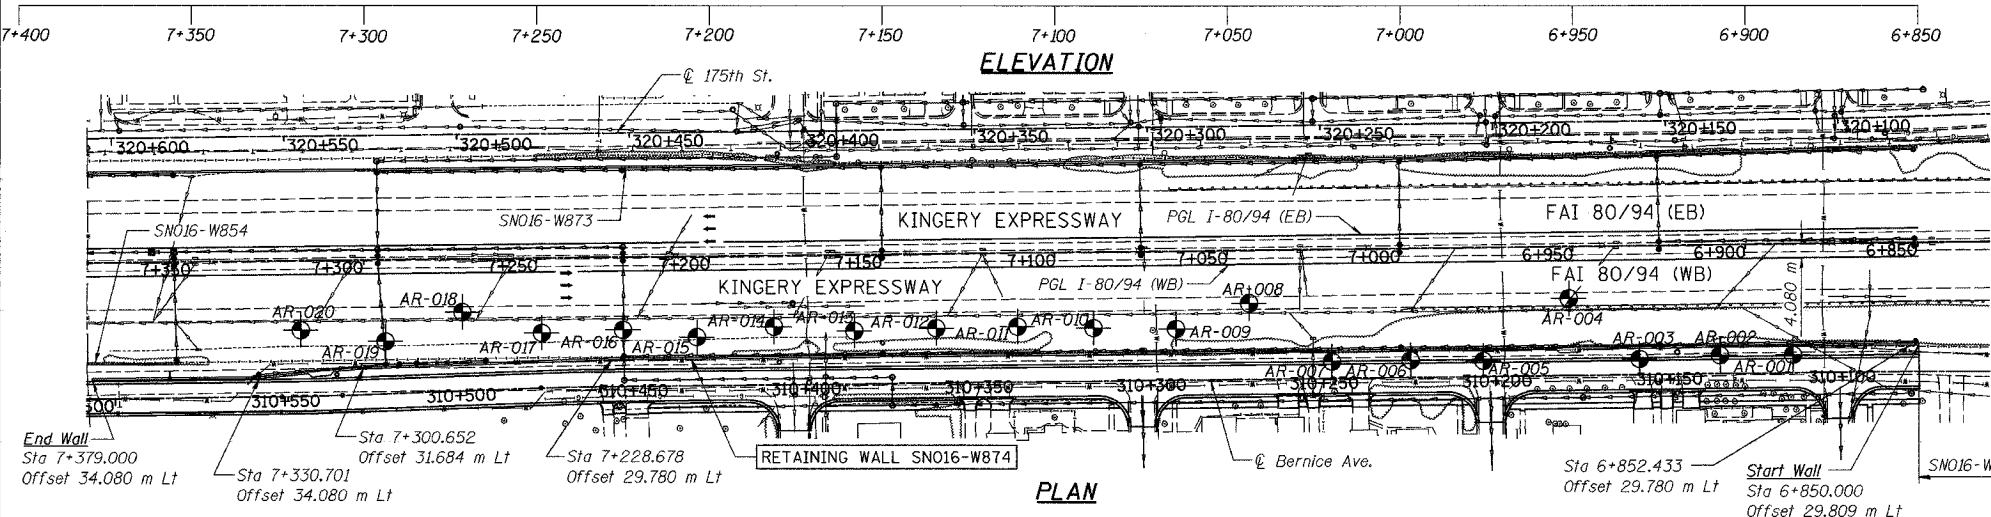 7+400 7+350 7+300 7+250 7+200 7+150 7+100 7+050 7+000 6+950 6+900 6+850
ELEVATION
℄ 175th St.
320+600 320+550 320+500 320+450 320+400 320+350 320+300 320+250 320+200 320+150 320+100
SN016-W854
SN016-W873
KINGERY EXPRESSWAY
PGL I-80/94 (EB)
FAI 80/94 (EB)
7+350 7+300 7+250 7+200 7+150 7+100 7+050 7+000 6+950 6+900 6+850
KINGERY EXPRESSWAY
PGL I-80/94 (WB)
FAI 80/94 (WB)
4.080 m
AR-020
AR-019
AR-018
AR-017
AR-016
AR-015
AR-014
AR-013
AR-012
AR-011
AR-010
AR-009
AR-008
AR-007
AR-006
AR-005
AR-004
AR-003
AR-002
AR-001
310+550 310+500 310+450 310+400 310+350 310+300 310+250 310+200 310+150 310+100
End Wall
Sta 7+379.000
Offset 34.080 m Lt
Sta 7+330.701
Offset 34.080 m Lt
Sta 7+300.652
Offset 31.684 m Lt
Sta 7+228.678
Offset 29.780 m Lt
RETAINING WALL SN016-W874
℄ Bernice Ave.
Sta 6+852.433
Offset 29.780 m Lt
Start Wall
Sta 6+850.000
Offset 29.809 m Lt
SN016-W
PLAN